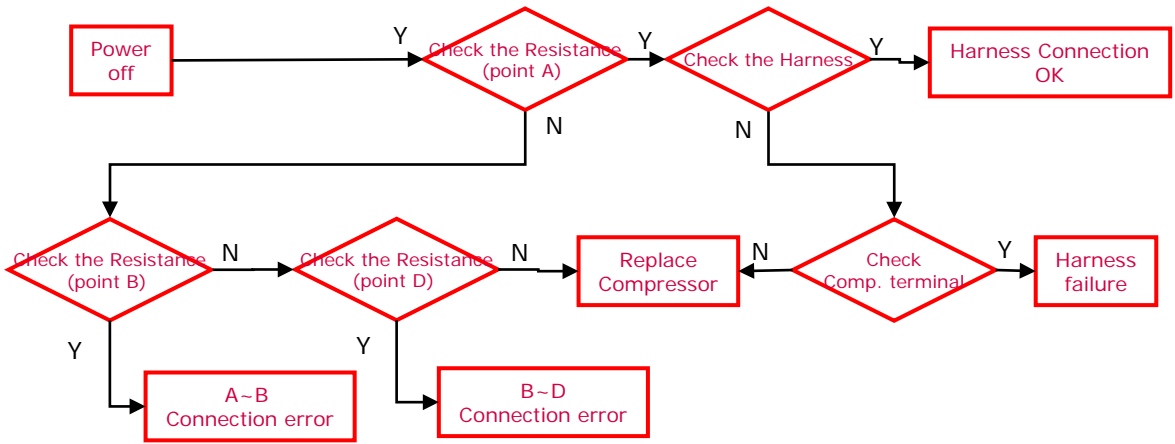 Power
off
Y
Check the Resistance
(point A)
Y
Check the Harness
Y
Harness Connection
OK
N
N
Check the Resistance
(point B)
N
Check the Resistance
(point D)
N
Replace
Compressor
N
Check
Comp. terminal
Y
Harness
failure
Y
A~B
Connection error
Y
B~D
Connection error